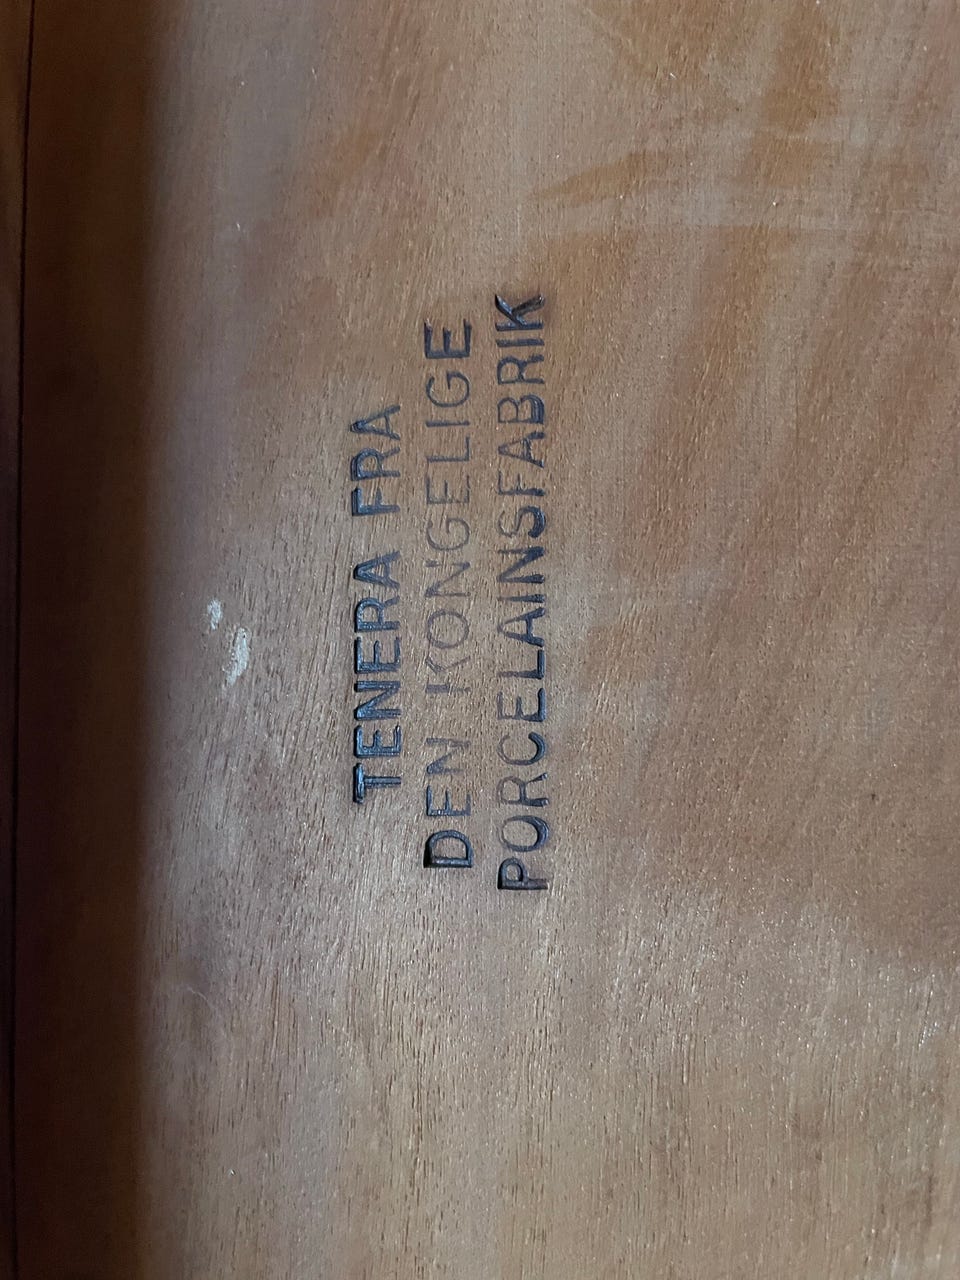 TENERA FRA
DEN KONGELIGE
PORCELAINSFABRIK